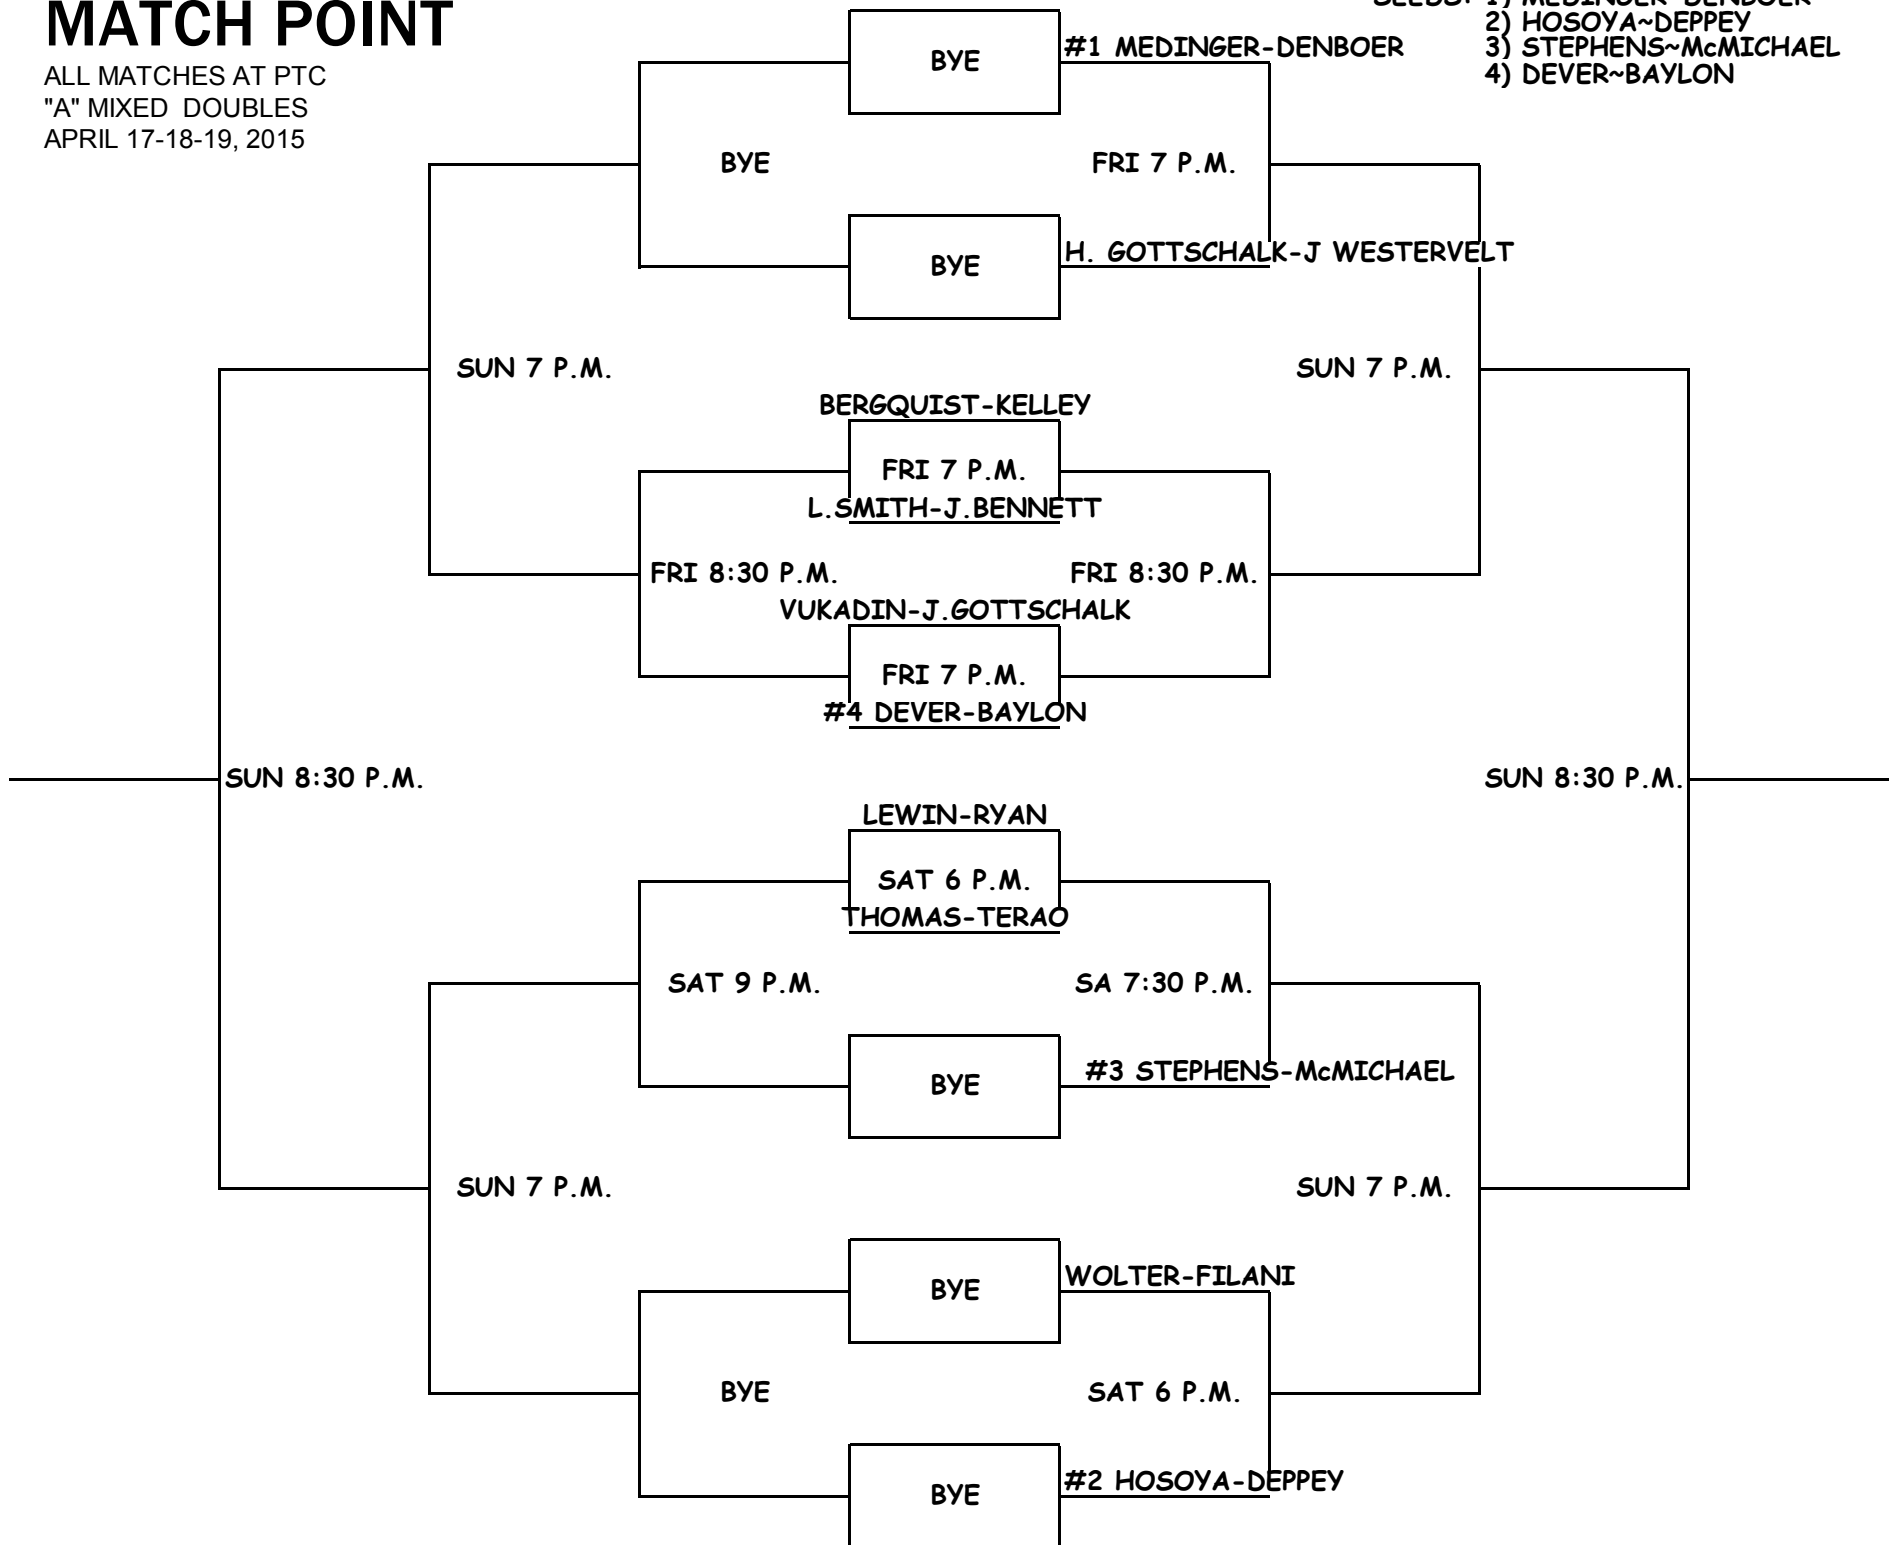 MATCH POINT
ALL MATCHES AT PTC
"A" MIXED DOUBLES
APRIL 17-18-19, 2015
SEEDS: 1) MEDINGER~DENBOER
2) HOSOYA~DEPPEY
3) STEPHENS~McMICHAEL
4) DEVER~BAYLON
BYE
#1 MEDINGER-DENBOER
BYE
FRI 7 P.M.
BYE
H. GOTTSCHALK-J WESTERVELT
SUN 7 P.M.
SUN 7 P.M.
BERGQUIST-KELLEY
FRI 7 P.M.
L.SMITH-J.BENNETT
FRI 8:30 P.M.
FRI 8:30 P.M.
VUKADIN-J.GOTTSCHALK
FRI 7 P.M.
#4 DEVER-BAYLON
SUN 8:30 P.M.
SUN 8:30 P.M.
LEWIN-RYAN
SAT 6 P.M.
THOMAS-TERAO
SAT 9 P.M.
SA 7:30 P.M.
BYE
#3 STEPHENS-McMICHAEL
SUN 7 P.M.
SUN 7 P.M.
BYE
WOLTER-FILANI
BYE
SAT 6 P.M.
BYE
#2 HOSOYA-DEPPEY